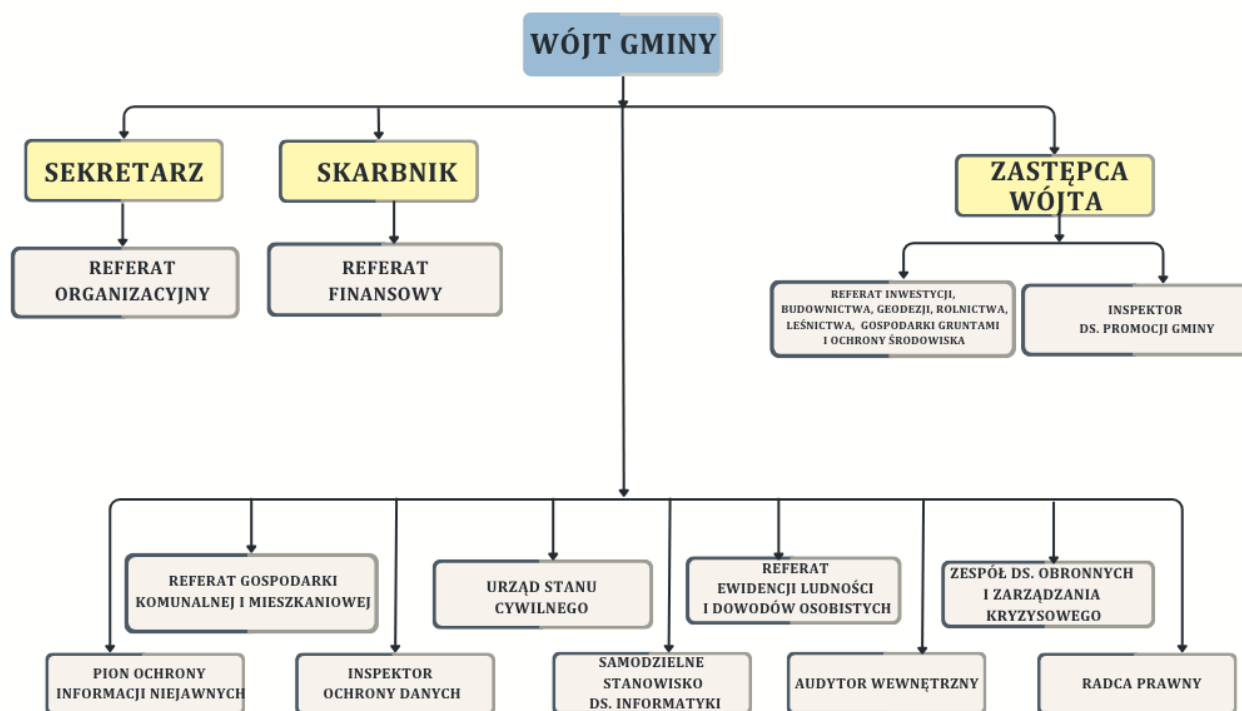 WÓJT GMINY
SEKRETARZ
SKARBNIK
ZASTĘPCA
WÓJTA
REFERAT
ORGANIZACYJNY
REFERAT
FINANSOWY
REFERAT INWESTYCJI,
BUDOWNICTWA, GEODEZJI, ROLNICTWA,
LEŚNICTWA, GOSPODARKI GRUNTAMI
I OCHRONY ŚRODOWISKA
INSPEKTOR
DS. PROMOCJI GMINY
REFERAT GOSPODARKI
KOMUNALNEJ I MIESZKANIOWEJ
URZĄD STANU
CYWILNEGO
REFERAT
EWIDENCJI LUDNOŚCI
I DOWODÓW OSOBISTYCH
ZESPÓŁ DS. OBRONNYCH
I ZARZĄDZANIA
KRYZYSOWEGO
PION OCHRONY
INFORMACJI NIEJAWNYCH
INSPEKTOR
OCHRONY DANYCH
SAMODZIELNE
STANOWISKO
DS. INFORMATYKI
AUDYTOR WEWNĘTRZNY
RADCA PRAWNY